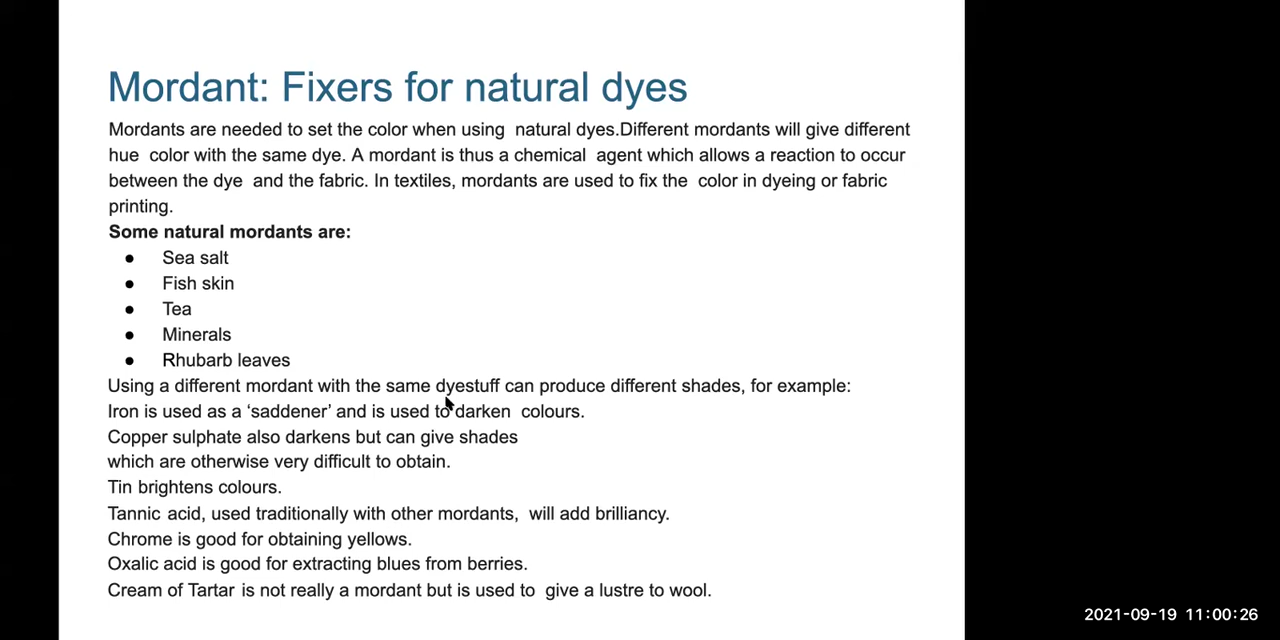 Mordant: Fixers for natural dyes
Mordants are needed to set the color when using natural dyes.Different mordants will give different
hue color with the same dye. A mordant is thus a chemical agent which allows a reaction to occur
between the dye and the fabric. In textiles, mordants are used to fix the color in dyeing or fabric
printing.
Some natural mordants are:
● Sea salt
● Fish skin
● Tea
● Minerals
● Rhubarb leaves
Using a different mordant with the same dyestuff can produce different shades, for example:
Iron is used as a ‘saddener’ and is used to darken colours.
Copper sulphate also darkens but can give shades
which are otherwise very difficult to obtain.
Tin brightens colours.
Tannic acid, used traditionally with other mordants, will add brilliancy.
Chrome is good for obtaining yellows.
Oxalic acid is good for extracting blues from berries.
Cream of Tartar is not really a mordant but is used to give a lustre to wool.
2021-09-19 11:00:26